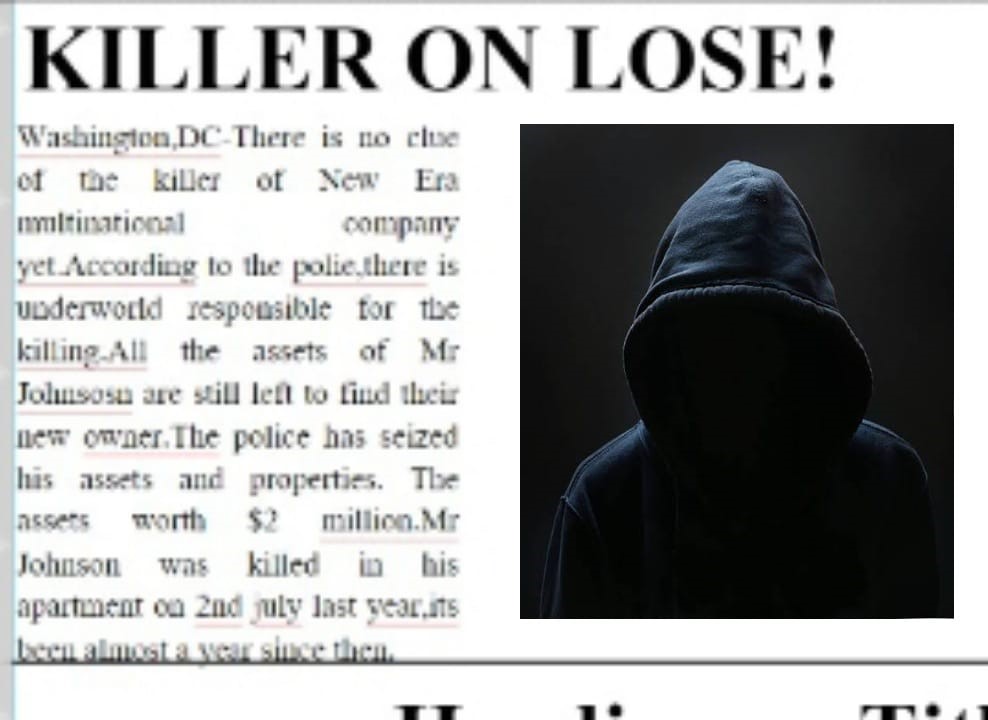 KILLER ON LOSE!
Washington,DC-There is no clue
of the killer of New Era
multinational company
yet.According to the polie,there is
underworld responsible for the
killing.All the assets of Mr
Johnsosn are still left to find their
new owner.The police has seized
his assets and properties. The
assets worth $2 million.Mr
Johnson was killed in his
apartment on 2nd july last year,its
been almost a year since then.